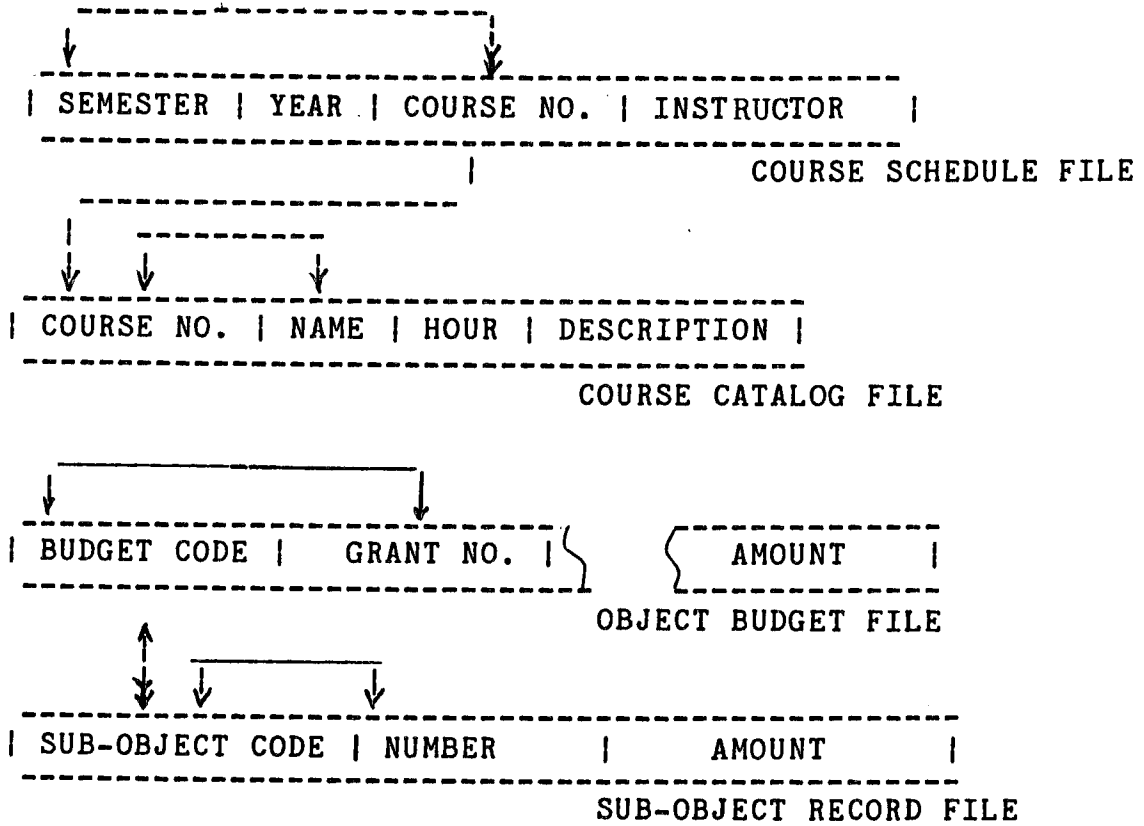 | SEMESTER | YEAR | COURSE NO. | INSTRUCTOR |
COURSE SCHEDULE FILE
| COURSE NO. | NAME | HOUR | DESCRIPTION |
COURSE CATALOG FILE
| BUDGET CODE | GRANT NO. | AMOUNT |
OBJECT BUDGET FILE
| SUB-OBJECT CODE | NUMBER | AMOUNT |
SUB-OBJECT RECORD FILE